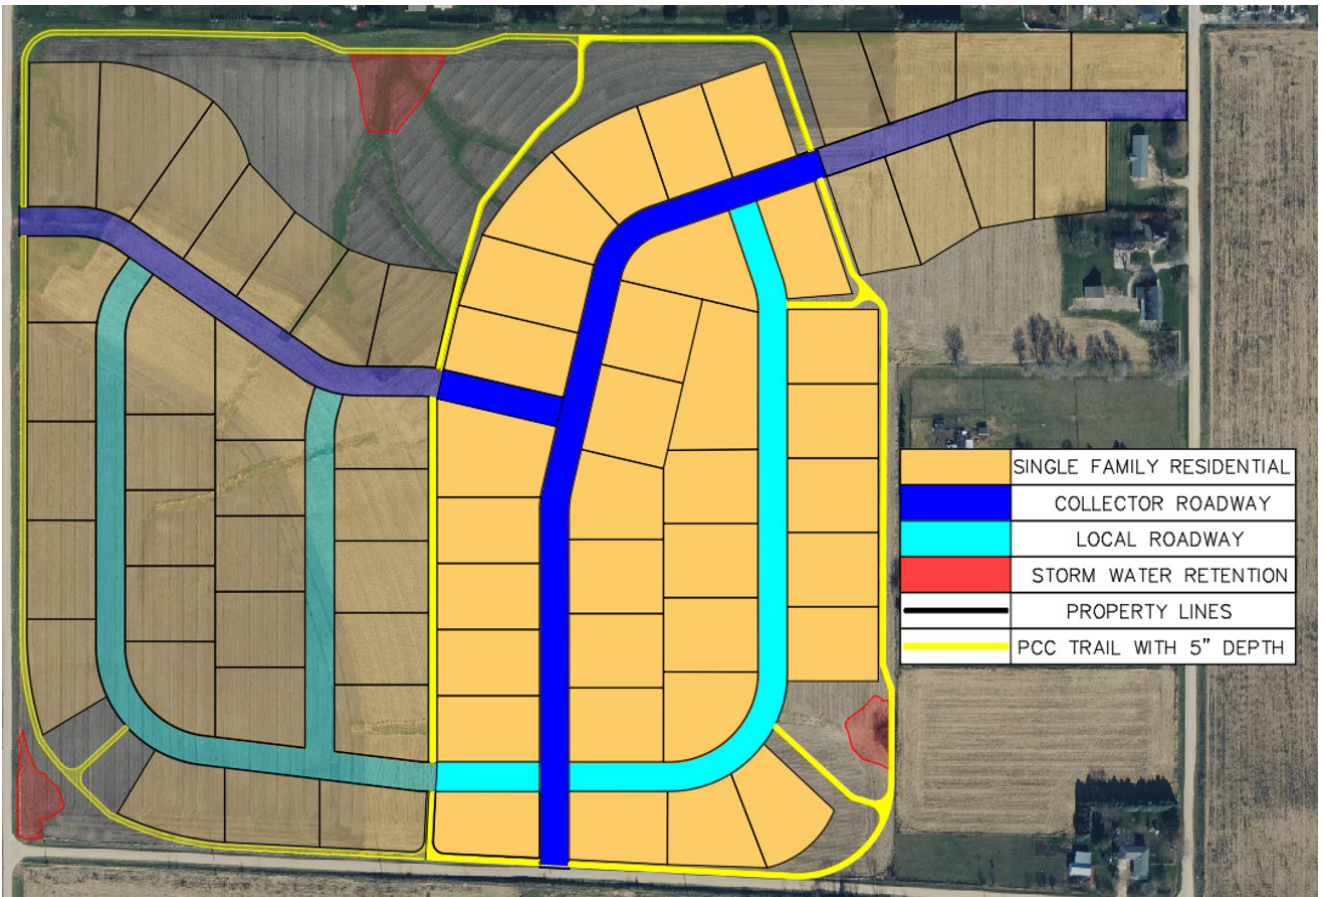 SINGLE FAMILY RESIDENTIAL
COLLECTOR ROADWAY
LOCAL ROADWAY
STORM WATER RETENTION
PROPERTY LINES
PCC TRAIL WITH 5" DEPTH